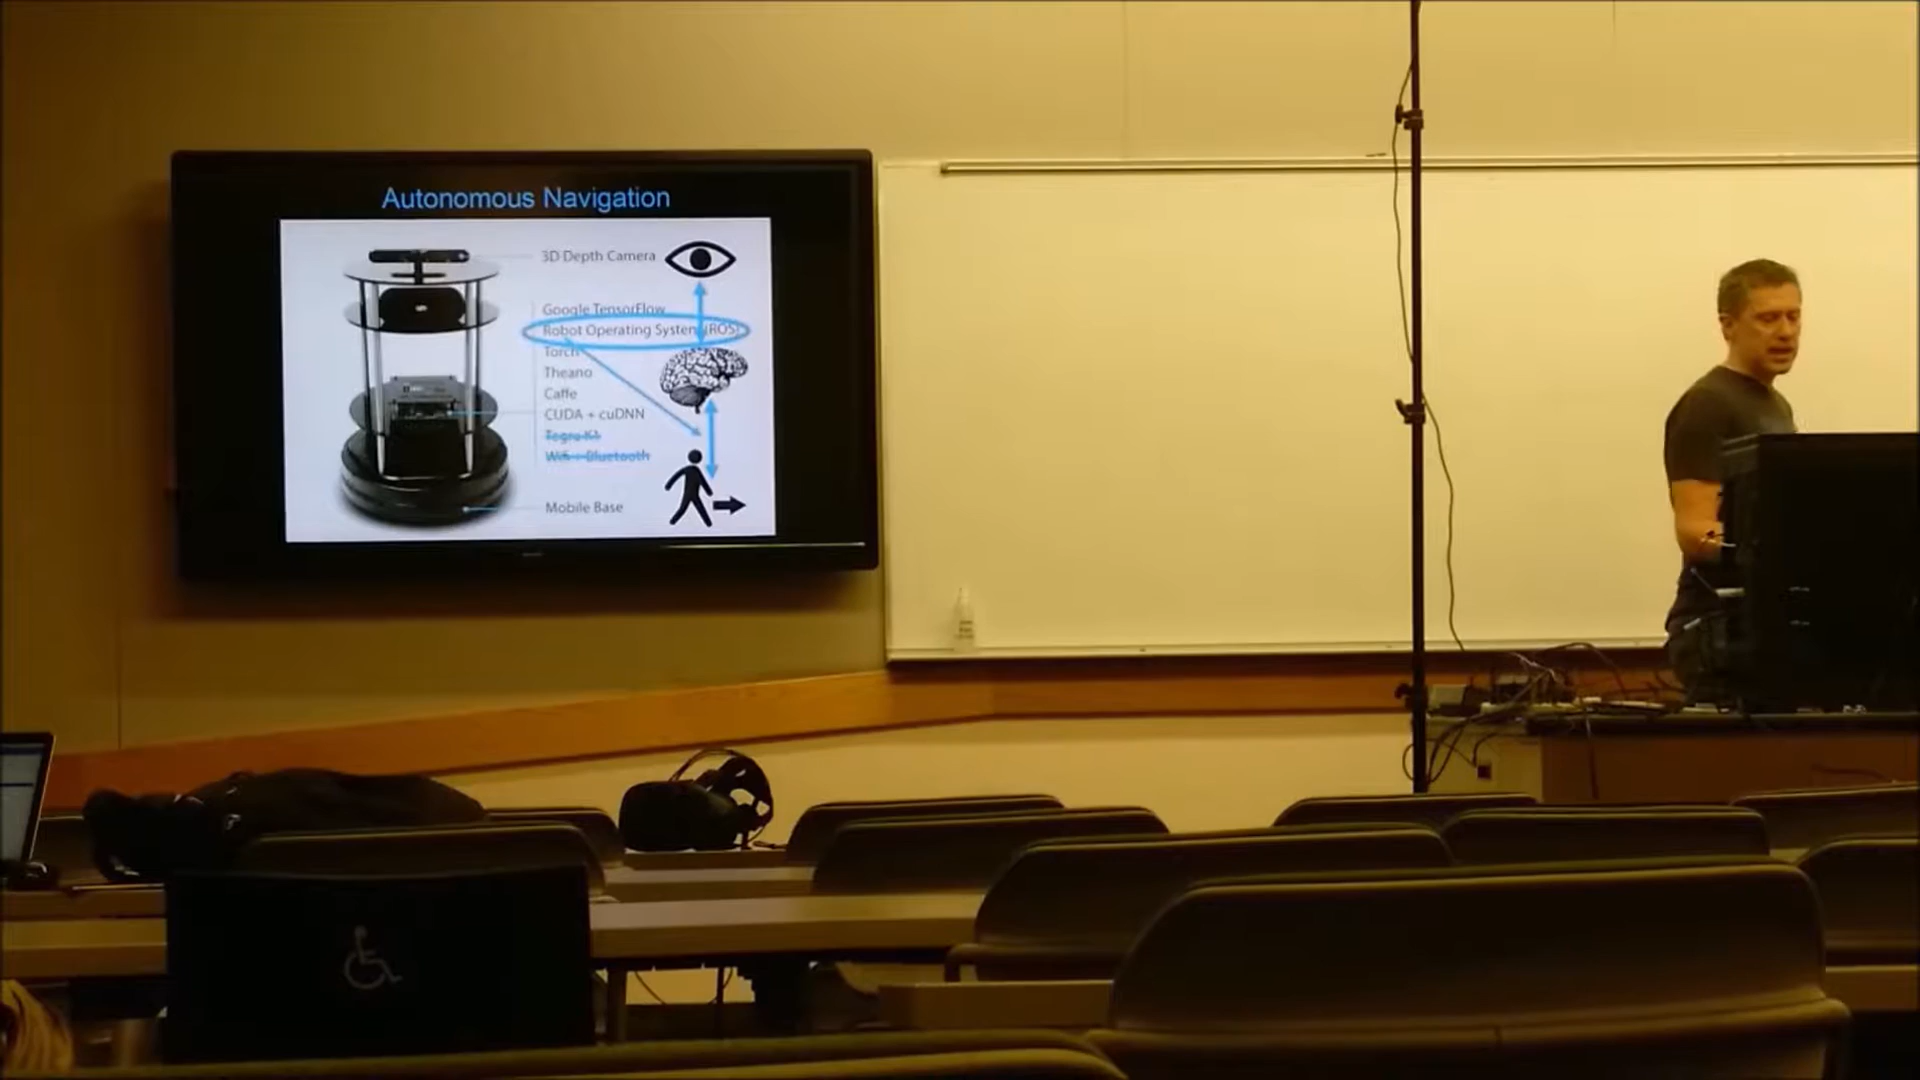 Autonomous Navigation
3D Depth Camera
Google TensorFlow
Robot Operating System (ROS)
Torch
Theano
Caffe
CUDA + cuDNN
Tegra K1
Wifi + Bluetooth
Mobile Base